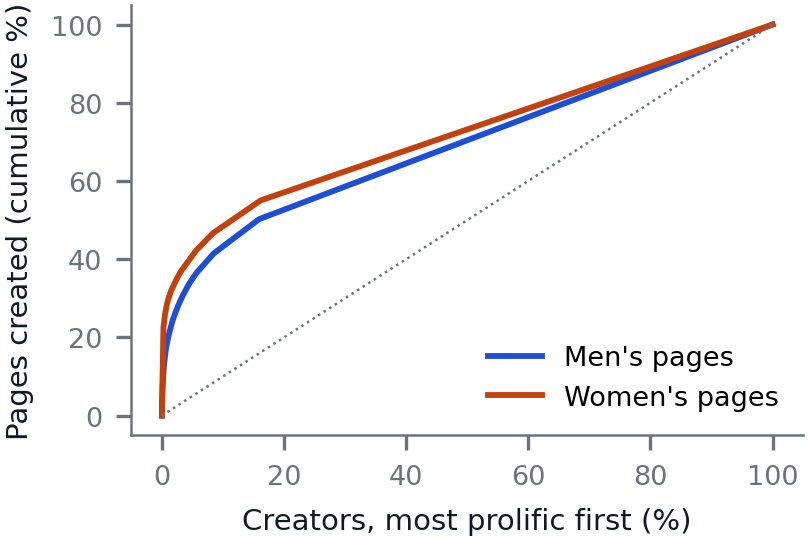 Pages created (cumulative %)
100
80
60
40
20
0
Men's pages
Women's pages
0 20 40 60 80 100
Creators, most prolific first (%)